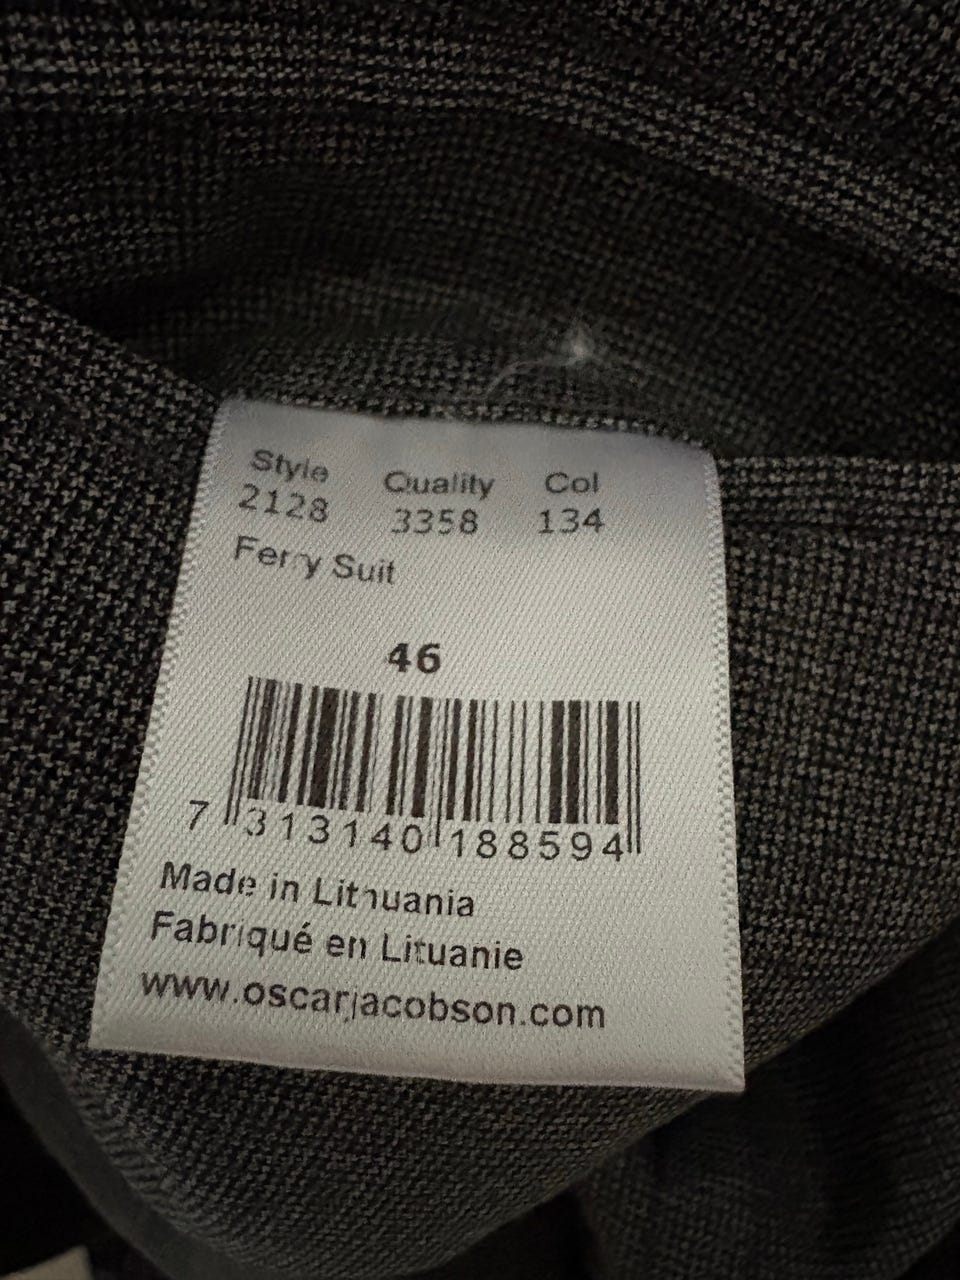 Style Quality Col
2128 3358 134
Ferry Suit
46
7 313140 188594
Made in Lithuania
Fabriqué en Lituanie
www.oscarjacobson.com